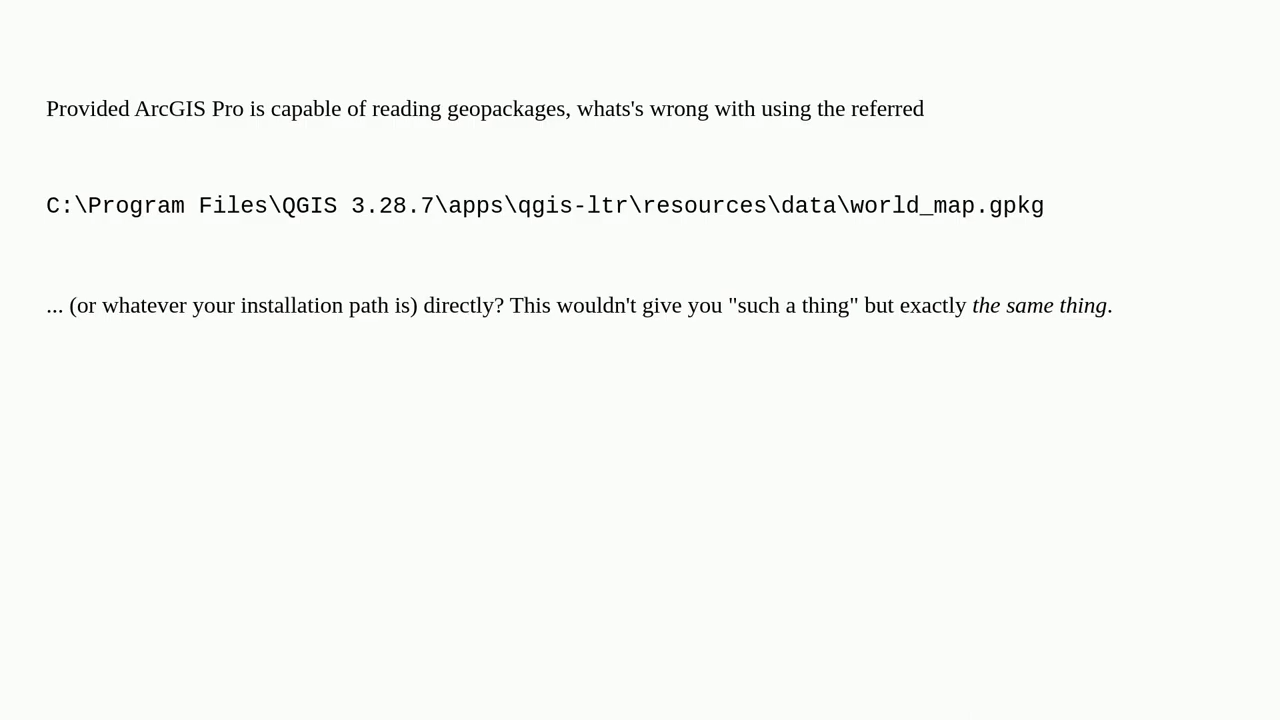 Provided ArcGIS Pro is capable of reading geopackages, whats's wrong with using the referred
C:\Program Files\QGIS 3.28.7\apps\qgis-ltr\resources\data\world_map.gpkg
... (or whatever your installation path is) directly? This wouldn't give you "such a thing" but exactly the same thing.